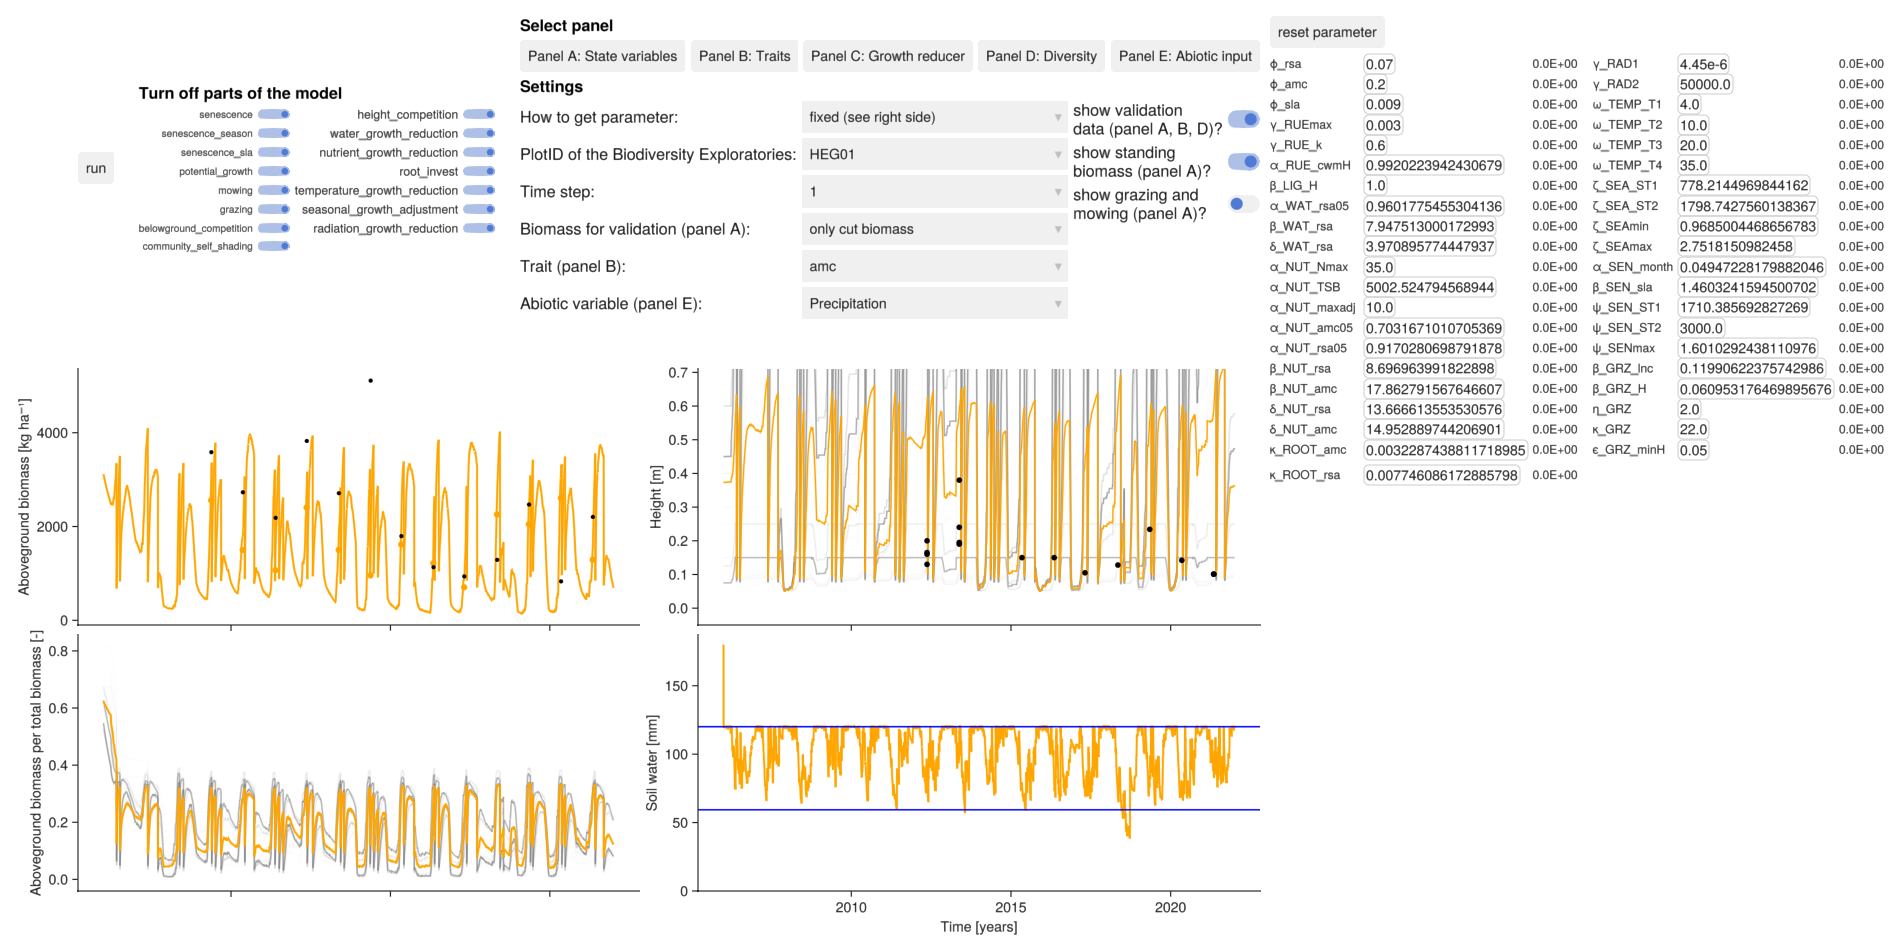 Select panel
Panel A: State variables
Panel B: Traits
Panel C: Growth reducer
Panel D: Diversity
Panel E: Abiotic input
reset parameter
Settings
Turn off parts of the model
run
senescence
senescence_season
senescence_sla
potential_growth
mowing
grazing
belowground_competition
community_self_shading
height_competition
water_growth_reduction
nutrient_growth_reduction
root_invest
temperature_growth_reduction
seasonal_growth_adjustment
radiation_growth_reduction
How to get parameter: fixed (see right side)
PlotID of the Biodiversity Exploratories: HEG01
Time step: 1
Biomass for validation (panel A): only cut biomass
Trait (panel B): amc
Abiotic variable (panel E): Precipitation
show validation
data (panel A, B, D)?
show standing
biomass (panel A)?
show grazing and
mowing (panel A)?
ϕ_rsa 0.07 0.0E+00
ϕ_amc 0.2 0.0E+00
ϕ_sla 0.009 0.0E+00
γ_RUEmax 0.003 0.0E+00
γ_RUE_k 0.6 0.0E+00
α_RUE_cwmH 0.9920223942430679 0.0E+00
β_LIG_H 1.0 0.0E+00
α_WAT_rsa05 0.9601775455304136 0.0E+00
β_WAT_rsa 7.947513000172993 0.0E+00
δ_WAT_rsa 3.970895774447937 0.0E+00
α_NUT_Nmax 35.0 0.0E+00
α_NUT_TSB 5002.524794568944 0.0E+00
α_NUT_maxadj 10.0 0.0E+00
α_NUT_amc05 0.7031671010705369 0.0E+00
α_NUT_rsa05 0.9170280698791878 0.0E+00
β_NUT_rsa 8.696963991822898 0.0E+00
β_NUT_amc 17.862791567646607 0.0E+00
δ_NUT_rsa 13.666613553530576 0.0E+00
δ_NUT_amc 14.952889744206901 0.0E+00
κ_ROOT_amc 0.0032287438811718985 0.0E+00
κ_ROOT_rsa 0.007746086172885798 0.0E+00
γ_RAD1 4.45e-6 0.0E+00
γ_RAD2 50000.0 0.0E+00
ω_TEMP_T1 4.0 0.0E+00
ω_TEMP_T2 10.0 0.0E+00
ω_TEMP_T3 20.0 0.0E+00
ω_TEMP_T4 35.0 0.0E+00
ζ_SEA_ST1 778.2144969844162 0.0E+00
ζ_SEA_ST2 1798.7427560138367 0.0E+00
ζ_SEAmin 0.9685004468656783 0.0E+00
ζ_SEAmax 2.7518150982458 0.0E+00
α_SEN_month 0.04947228179882046 0.0E+00
β_SEN_sla 1.4603241594500702 0.0E+00
ψ_SEN_ST1 1710.385692827269 0.0E+00
ψ_SEN_ST2 3000.0 0.0E+00
ψ_SENmax 1.6010292438110976 0.0E+00
β_GRZ_lnc 0.11990622375742986 0.0E+00
β_GRZ_H 0.060953176469895676 0.0E+00
η_GRZ 2.0 0.0E+00
κ_GRZ 22.0 0.0E+00
ϵ_GRZ_minH 0.05 0.0E+00
Aboveground biomass [kg ha⁻¹]
4000
2000
0
Height [m]
0.7
0.6
0.5
0.4
0.3
0.2
0.1
0.0
Aboveground biomass per total biomass [-]
0.8
0.6
0.4
0.2
0.0
Soil water [mm]
150
100
50
0
2010
2015
2020
Time [years]